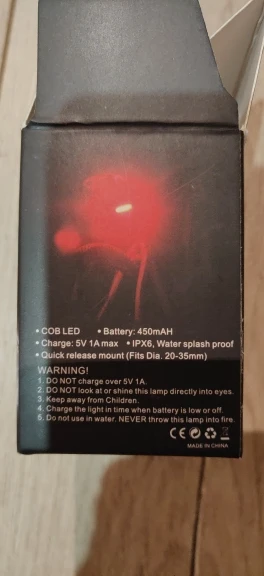 • COB LED • Battery: 450mAH
• Charge: 5V 1A max • IPX6, Water splash proof
• Quick release mount (Fits Dia. 20-35mm)
WARNING!
1. DO NOT charge over 5V 1A.
2. DO NOT look at or shine this lamp directly into eyes.
3. Keep away from Children.
4. Charge the light in time when battery is low or off.
5. Do not use in water. NEVER throw this lamp into fire.
CE
MADE IN CHINA